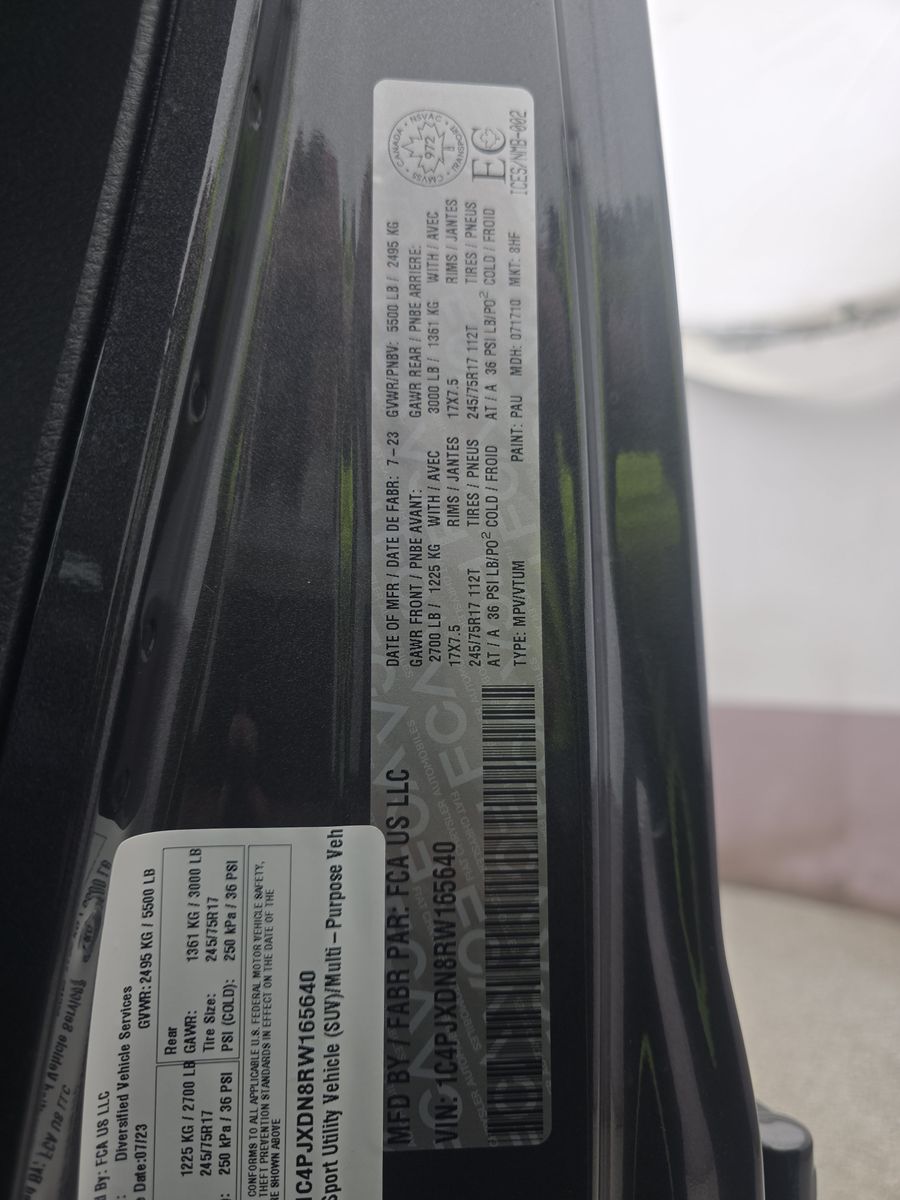 MFD BY / FABR PAR: FCA US LLC
VIN: 1C4PJXDN8RW165640
DATE OF MFR / DATE DE FABR: 7-23 GVWR/PNBV: 5500 LB / 2495 KG
GAWR FRONT / PNBE AVANT: GAWR REAR / PNBE ARRIERE:
2700 LB / 1225 KG WITH / AVEC 3000 LB / 1361 KG WITH / AVEC
17X7.5 RIMS / JANTES 17X7.5 RIMS / JANTES
245/75R17 112T TIRES / PNEUS 245/75R17 112T TIRES / PNEUS
AT / A 36 PSI LB/PO² COLD / FROID AT / A 36 PSI LB/PO² COLD / FROID
TYPE: MPV/VTUM PAINT: PAU MDH: 071710 MKT: 8HF
CANADA • NSVAC • TRANSPORT • CMVSS
972
EC
ICES/NMB-002
d By: FCA US LLC
Diversified Vehicle Services
Date:07/23 GVWR: 2495 KG / 5500 LB
Rear
1225 KG / 2700 LB GAWR: 1361 KG / 3000 LB
245/75R17 Tire Size: 245/75R17
250 kPa / 36 PSI PSI (COLD): 250 kPa / 36 PSI
CONFORMS TO ALL APPLICABLE U.S. FEDERAL MOTOR VEHICLE SAFETY,
THEFT PREVENTION STANDARDS IN EFFECT ON THE DATE OF THE
RE SHOWN ABOVE
1C4PJXDN8RW165640
Sport Utility Vehicle (SUV)/Multi-Purpose Veh